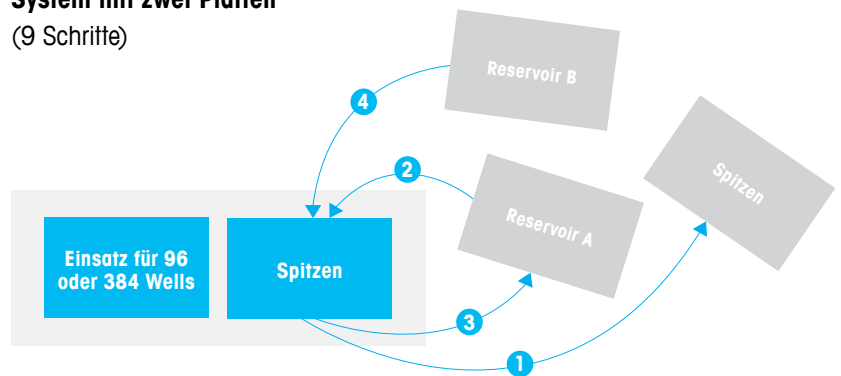 System mit zwei Platten
(9 Schritte)
Reservoir B
4
2
Spitzen
Reservoir A
Einsatz für 96
oder 384 Wells
Spitzen
3
1